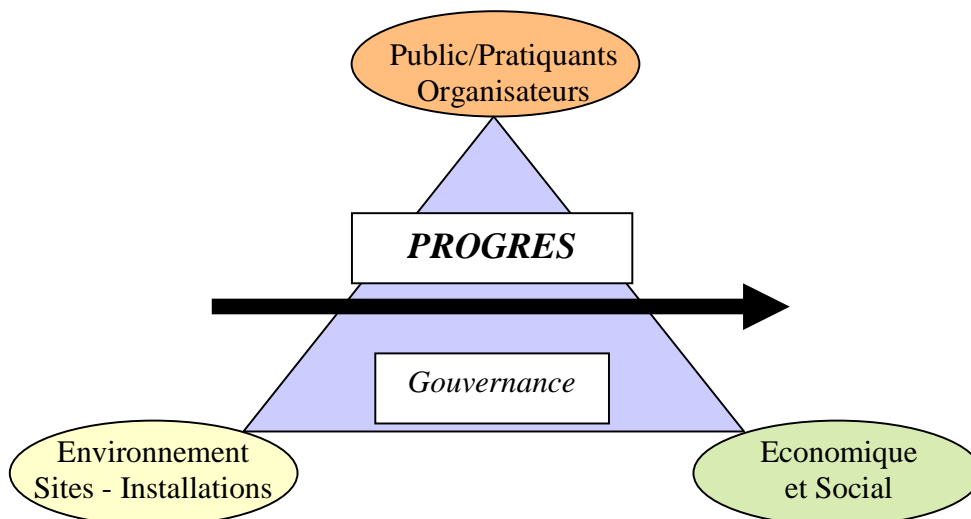 Public/Pratiquants
Organisateurs
PROGRES
Gouvernance
Environnement
Sites - Installations
Economique
et Social